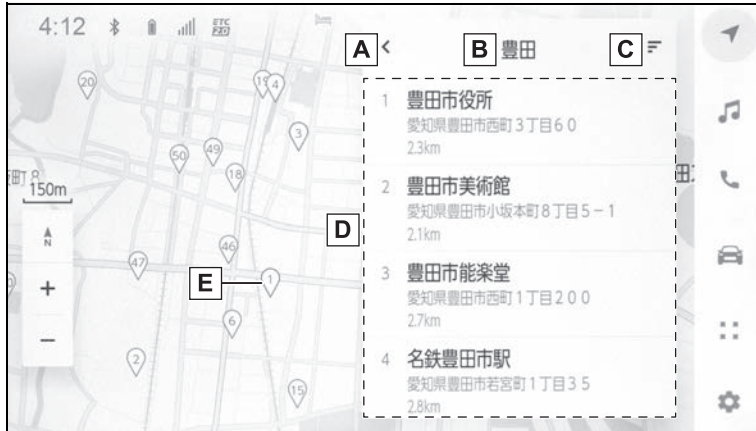 4:12 ETC 2.0
A B 豊田 C
1 豊田市役所
愛知県豊田市西町3丁目60
2.3km
2 豊田市美術館
愛知県豊田市小坂本町8丁目5-1
2.1km
3 豊田市能楽堂
愛知県豊田市西町1丁目200
2.7km
4 名鉄豊田市駅
愛知県豊田市若宮町1丁目35
2.8km
D
E
20
19
4
3
50
49
18
150m
N
46
47
1
+
6
−
2
15